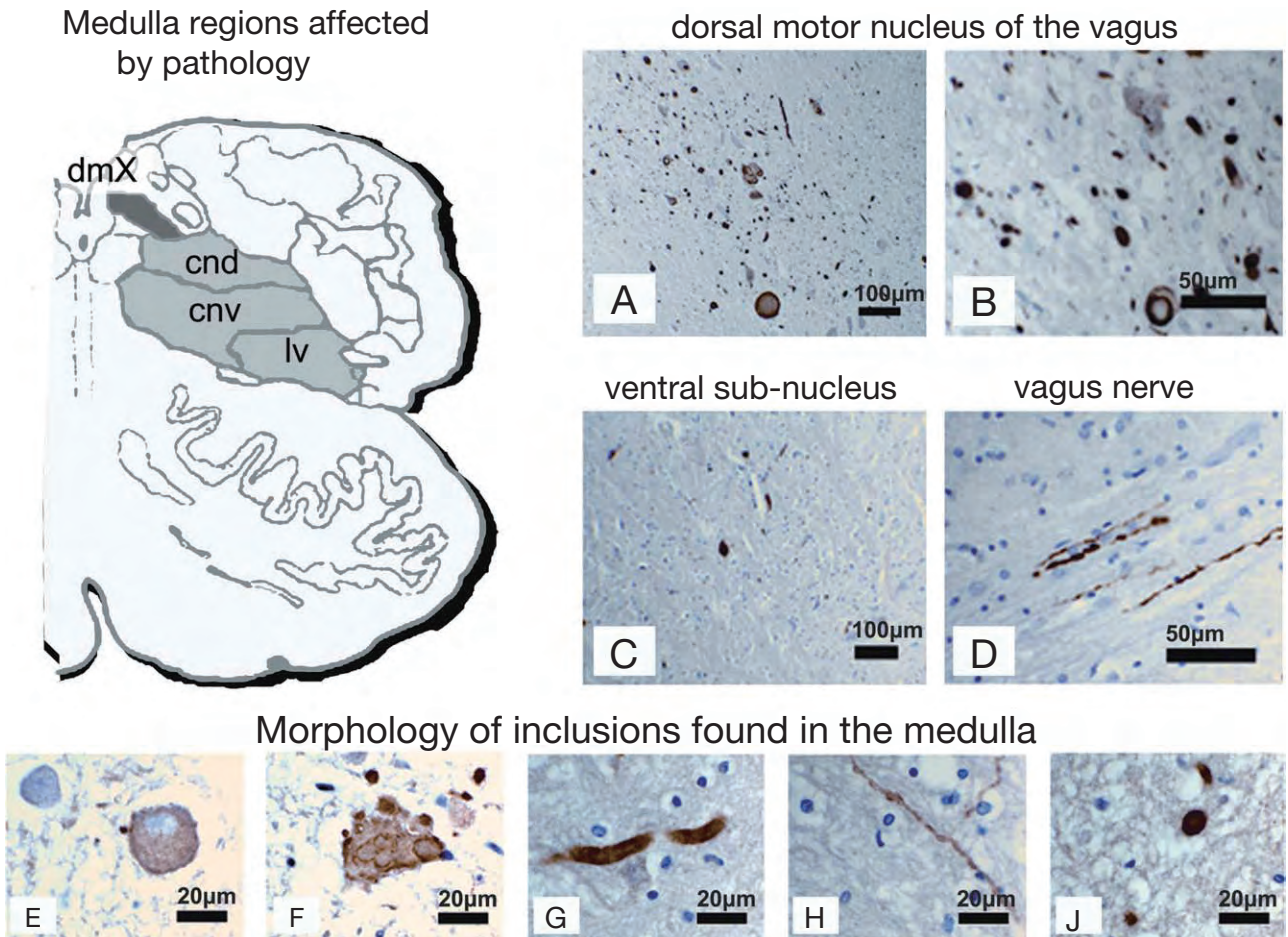 Medulla regions affected
by pathology
dmX
cnd
cnv
lv
dorsal motor nucleus of the vagus
A
100µm
B
50µm
ventral sub-nucleus
vagus nerve
C
100µm
D
50µm
Morphology of inclusions found in the medulla
E
20µm
F
20µm
G
20µm
H
20µm
J
20µm